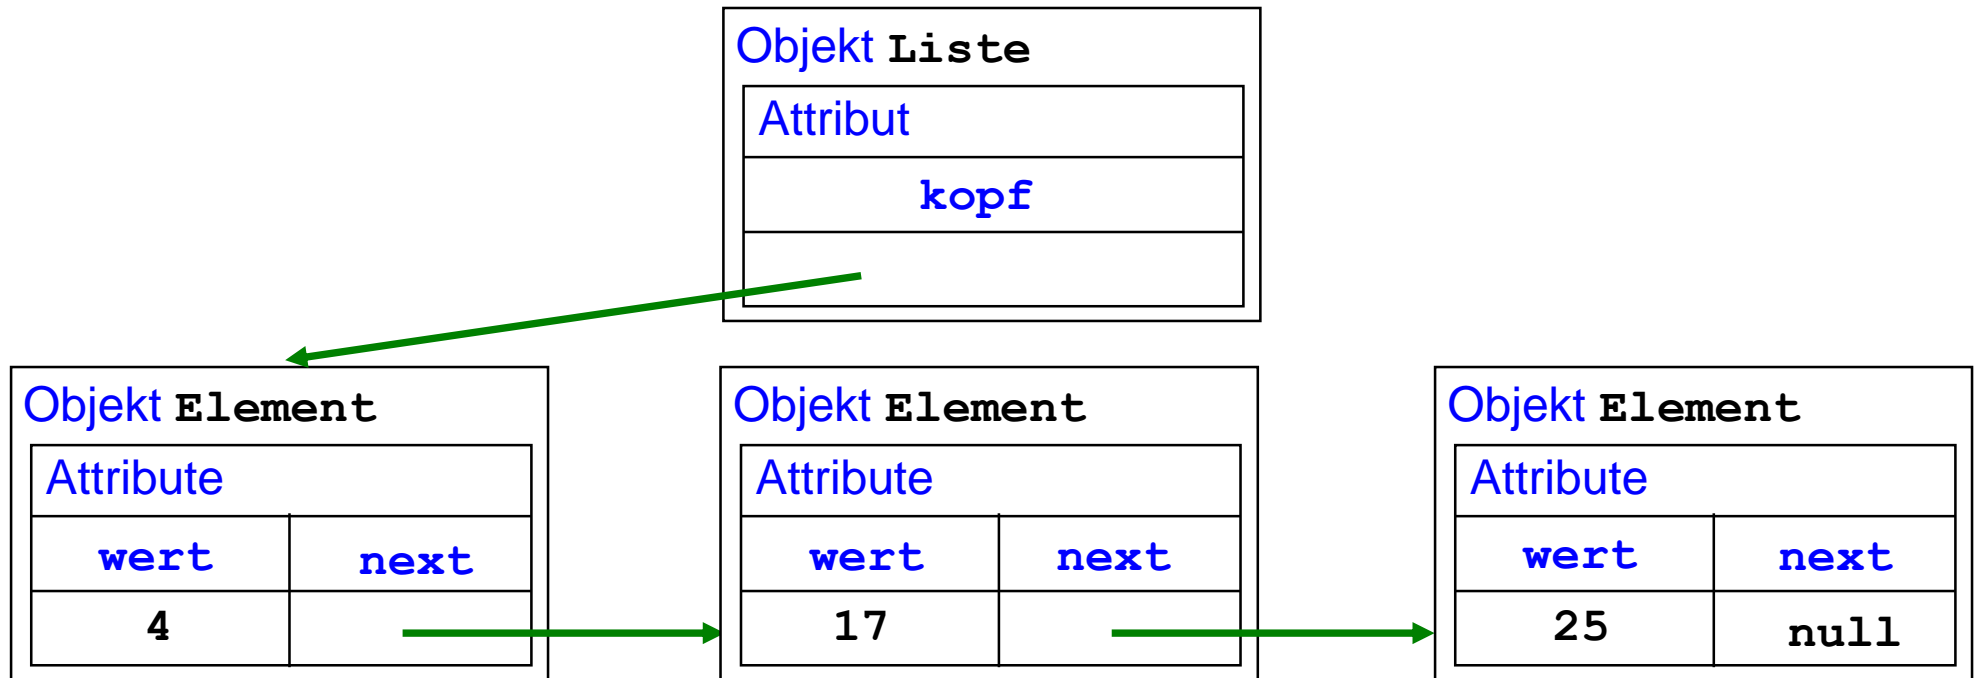 Objekt Liste
Attribut
kopf
Objekt Element
Attribute
wert next
4
Objekt Element
Attribute
wert next
17
Objekt Element
Attribute
wert next
25 null